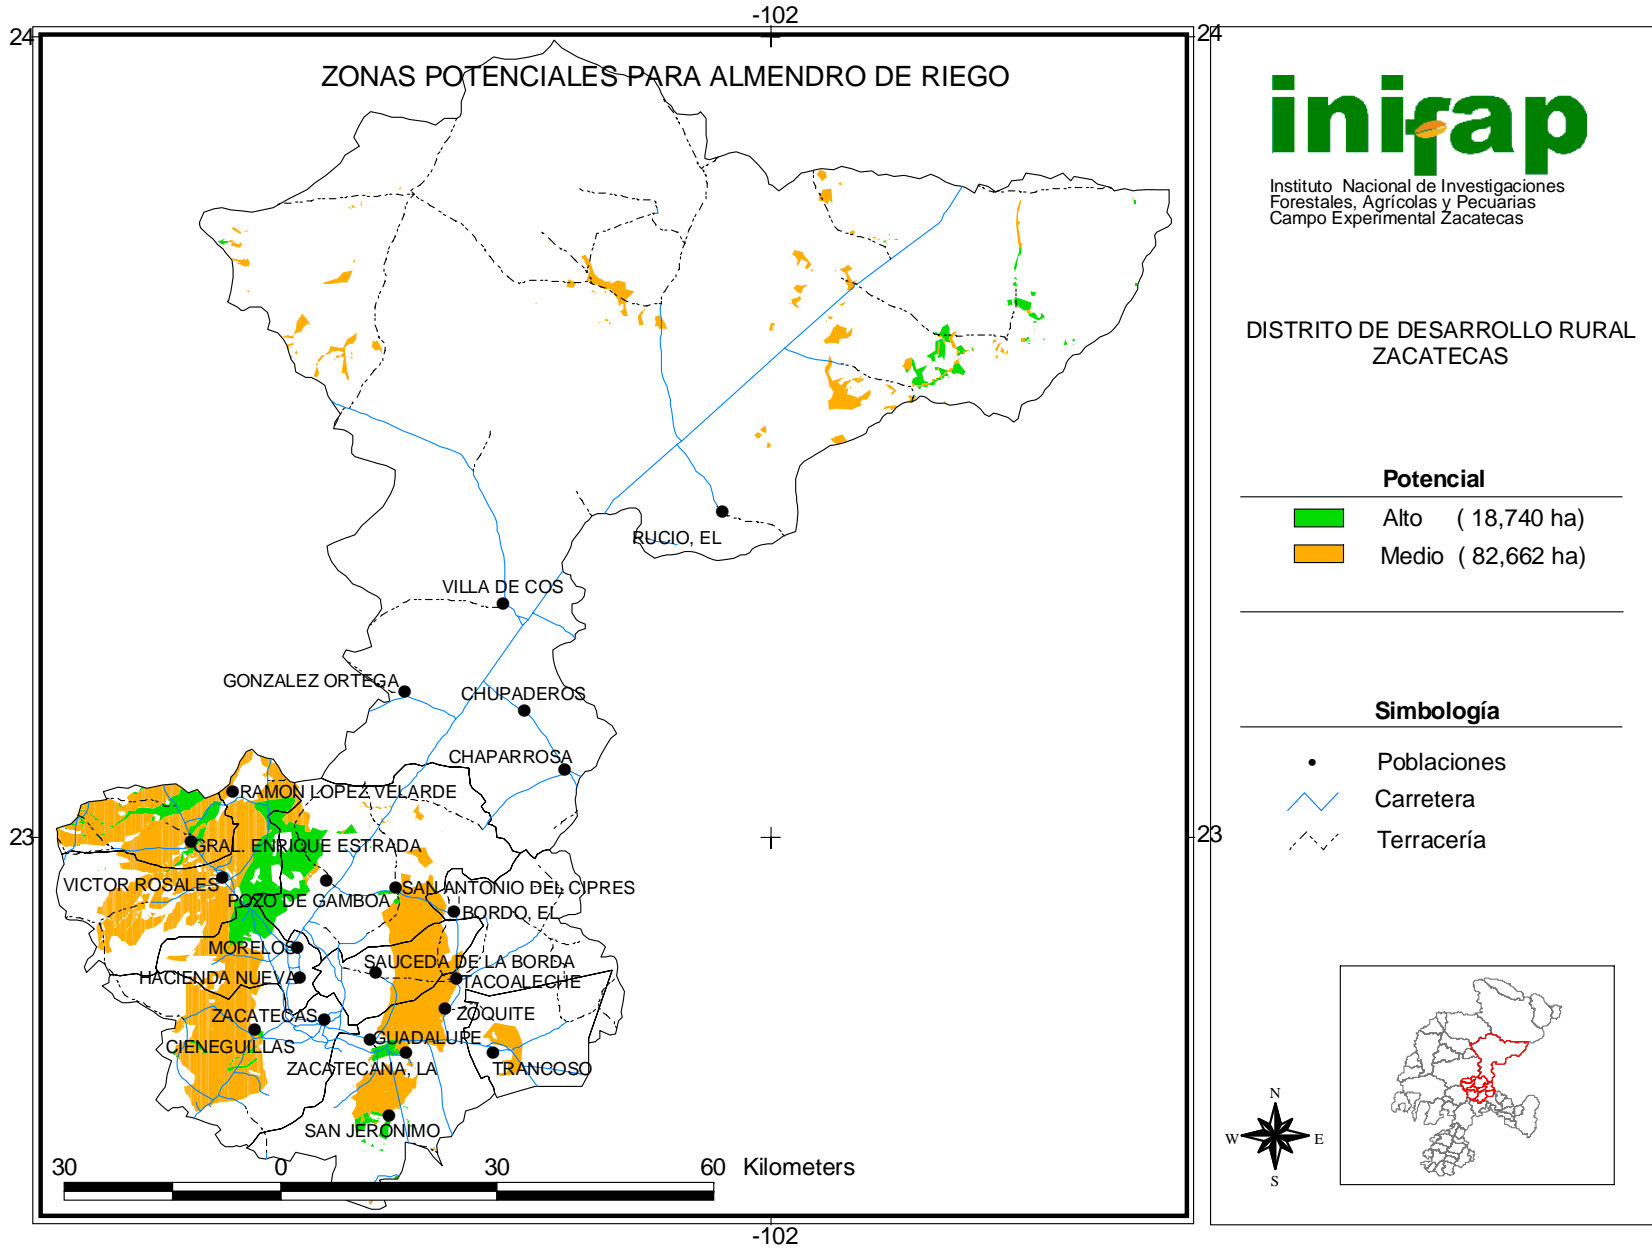 -102
24
24
ZONAS POTENCIALES PARA ALMENDRO DE RIEGO
inifap
Instituto Nacional de Investigaciones
Forestales, Agrícolas y Pecuarias
Campo Experimental Zacatecas
DISTRITO DE DESARROLLO RURAL
ZACATECAS
Potencial
Alto ( 18,740 ha)
Medio ( 82,662 ha)
Simbología
Poblaciones
Carretera
Terracería
RUCIO, EL
VILLA DE COS
GONZALEZ ORTEGA
CHUPADEROS
CHAPARROSA
RAMON LOPEZ VELARDE
23
23
GRAL. ENRIQUE ESTRADA
VICTOR ROSALES
SAN ANTONIO DEL CIPRES
POZO DE GAMBOA
BORDO, EL
MORELOS
SAUCEDA DE LA BORDA
HACIENDA NUEVA
TACOALECHE
ZACATECAS
ZOQUITE
GUADALUPE
CIENEGUILLAS
ZACATECANA, LA
TRANCOSO
SAN JERONIMO
30 0 30 60 Kilometers
N
W E
S
-102